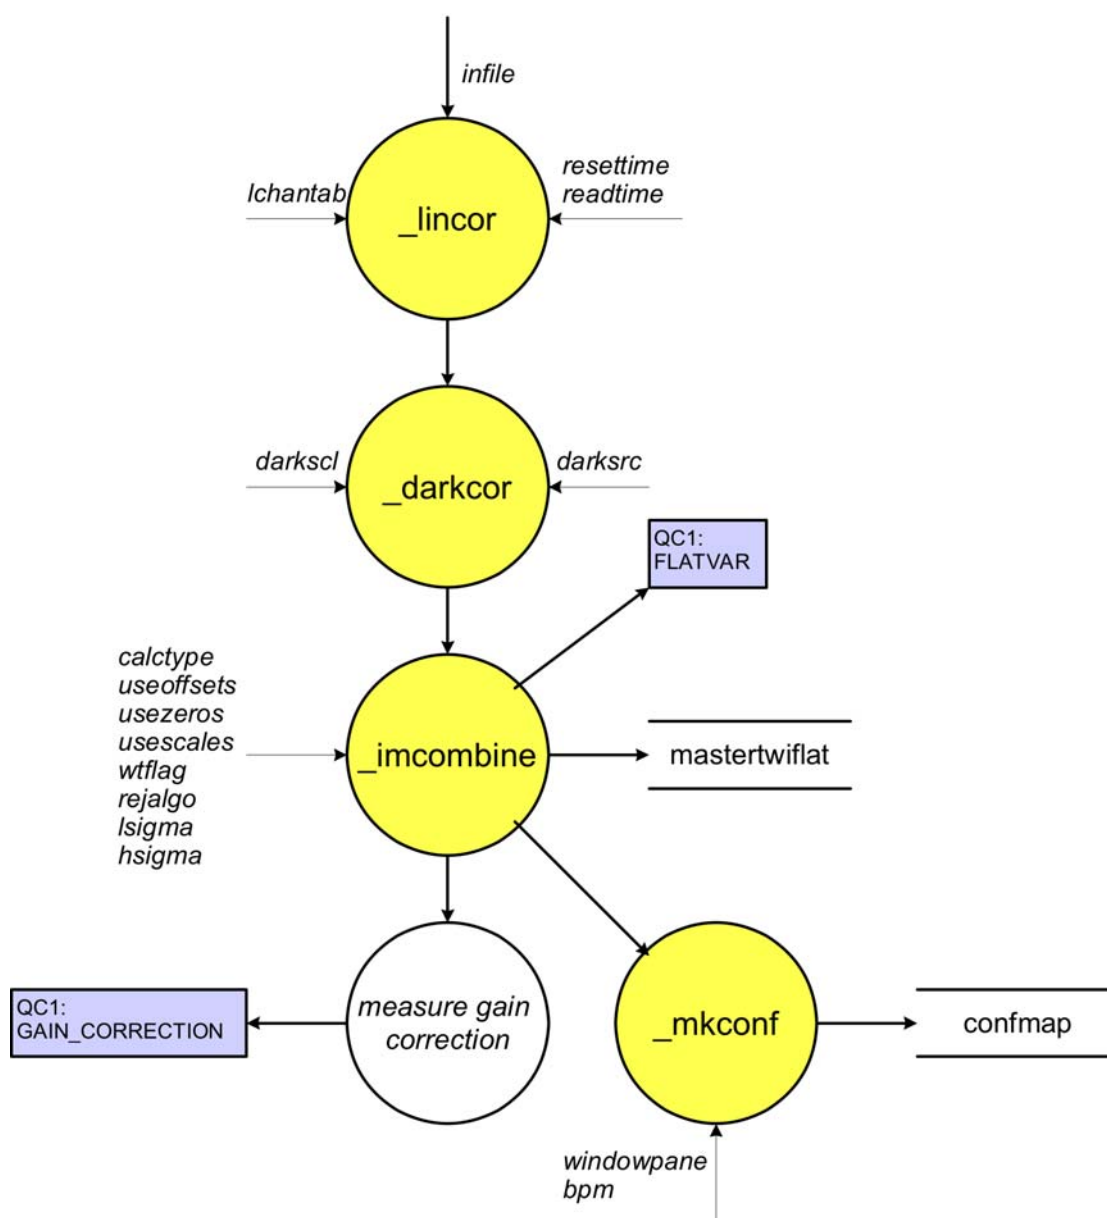 infile
lchantab
resettime
readtime
_lincor
darkscl
darksrc
_darkcor
QC1:
FLATVAR
calctype
useoffsets
usezeros
usescales
wtflag
rejalgo
lsigma
hsigma
_imcombine
mastertwiflat
QC1:
GAIN_CORRECTION
measure gain
correction
_mkconf
confmap
windowpane
bpm